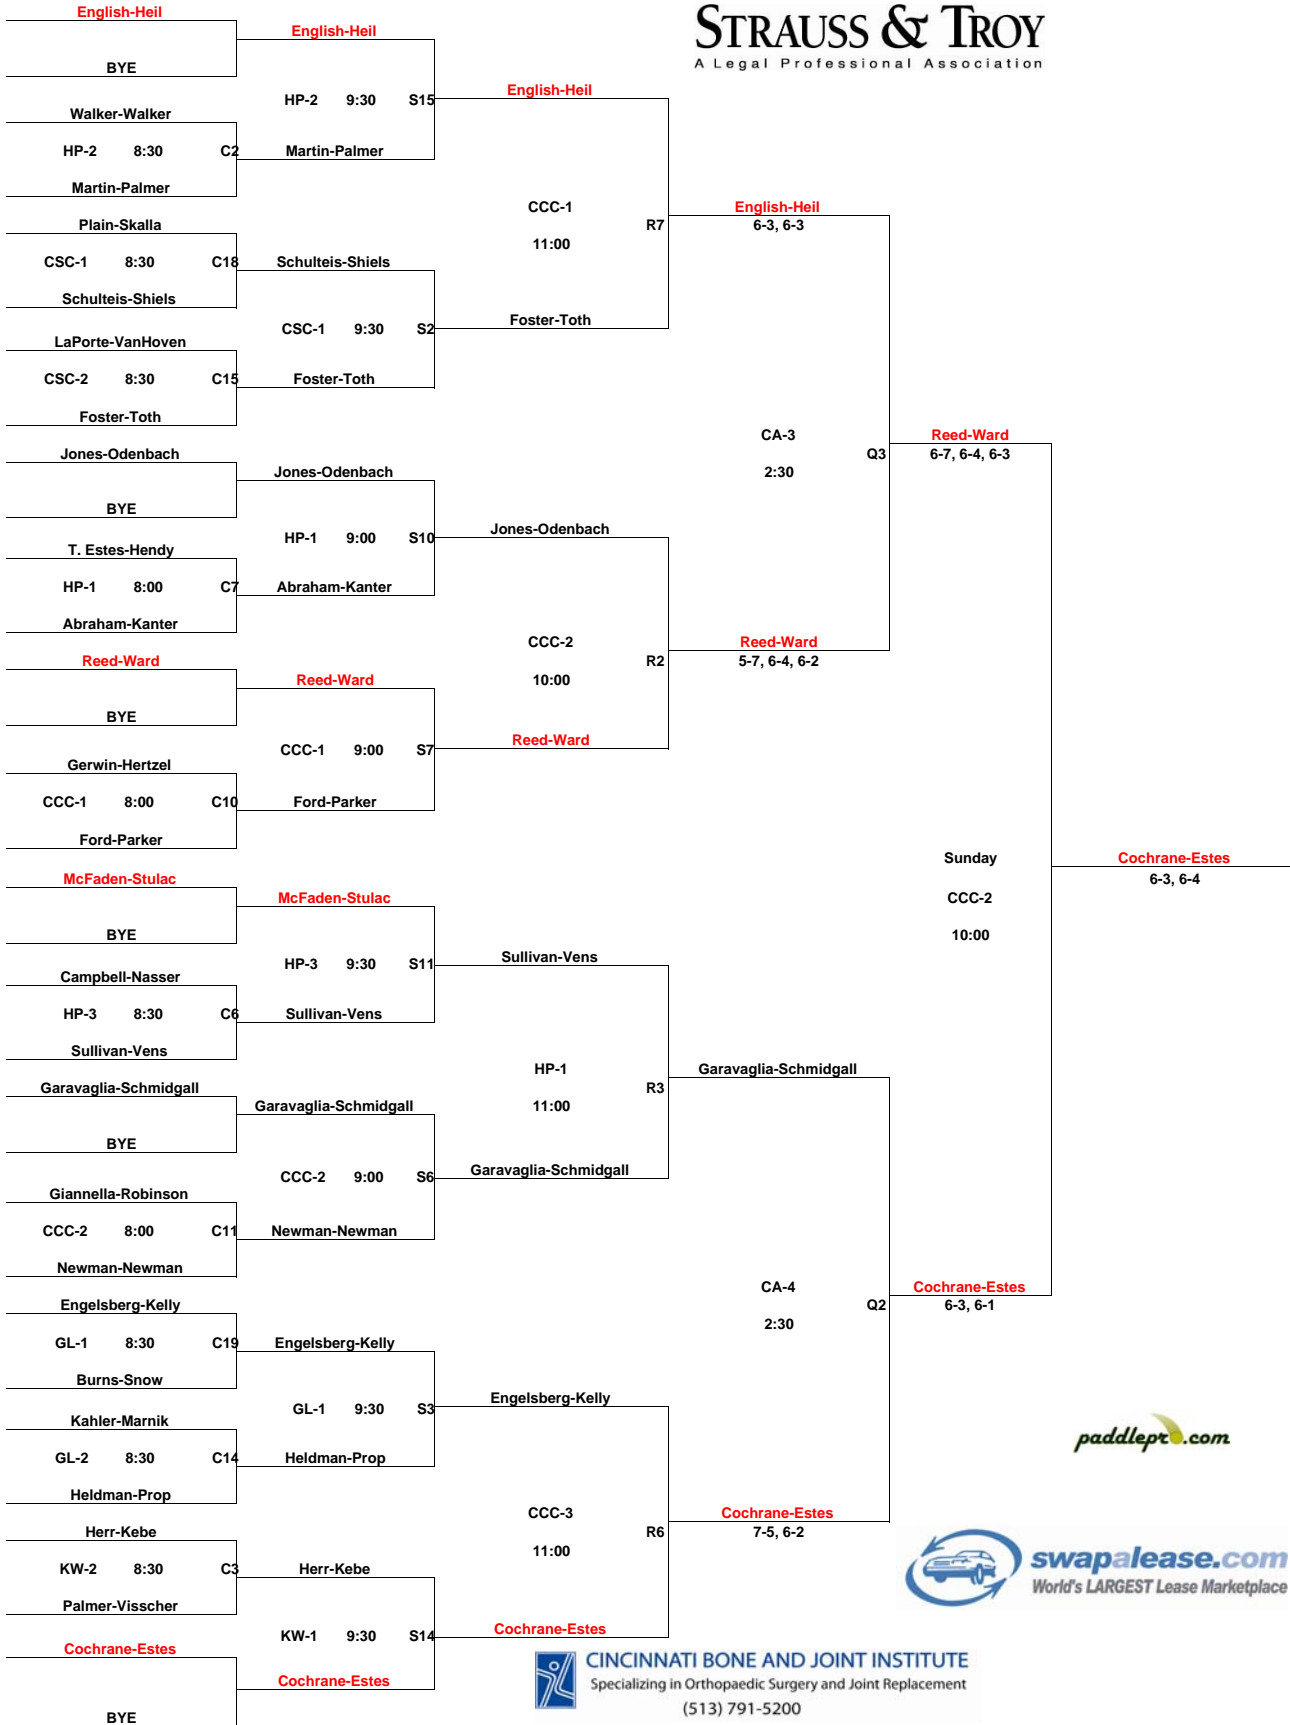 English-Heil
STRAUSS & TROY
A Legal Professional Association
English-Heil
BYE
English-Heil
HP-2 9:30 S15
Walker-Walker
HP-2 8:30 C2
Martin-Palmer
Martin-Palmer
CCC-1
English-Heil
Plain-Skalla
R7
6-3, 6-3
11:00
CSC-1 8:30 C18
Schulteis-Shiels
Schulteis-Shiels
Foster-Toth
CSC-1 9:30 S2
LaPorte-VanHoven
CSC-2 8:30 C15
Foster-Toth
Foster-Toth
CA-3
Reed-Ward
Jones-Odenbach
Q3
6-7, 6-4, 6-3
Jones-Odenbach
2:30
BYE
Jones-Odenbach
HP-1 9:00 S10
T. Estes-Hendy
HP-1 8:00 C7
Abraham-Kanter
Abraham-Kanter
CCC-2
Reed-Ward
Reed-Ward
R2
5-7, 6-4, 6-2
Reed-Ward
10:00
BYE
Reed-Ward
CCC-1 9:00 S7
Gerwin-Hertzel
CCC-1 8:00 C10
Ford-Parker
Ford-Parker
Sunday
Cochrane-Estes
McFaden-Stulac
6-3, 6-4
McFaden-Stulac
CCC-2
BYE
10:00
Sullivan-Vens
HP-3 9:30 S11
Campbell-Nasser
HP-3 8:30 C6
Sullivan-Vens
Sullivan-Vens
HP-1
Garavaglia-Schmidgall
Garavaglia-Schmidgall
R3
Garavaglia-Schmidgall
11:00
BYE
Garavaglia-Schmidgall
CCC-2 9:00 S6
Giannella-Robinson
CCC-2 8:00 C11
Newman-Newman
Newman-Newman
CA-4
Cochrane-Estes
Engelsberg-Kelly
Q2
6-3, 6-1
2:30
GL-1 8:30 C19
Engelsberg-Kelly
Burns-Snow
Engelsberg-Kelly
GL-1 9:30 S3
Kahler-Marnik
paddlepro.com
GL-2 8:30 C14
Heldman-Prop
Heldman-Prop
CCC-3
Cochrane-Estes
Herr-Kebe
R6
7-5, 6-2
11:00
swapalease.com
World's LARGEST Lease Marketplace
KW-2 8:30 C3
Herr-Kebe
Palmer-Visscher
Cochrane-Estes
KW-1 9:30 S14
Cochrane-Estes
CINCINNATI BONE AND JOINT INSTITUTE
Specializing in Orthopaedic Surgery and Joint Replacement
(513) 791-5200
Cochrane-Estes
BYE